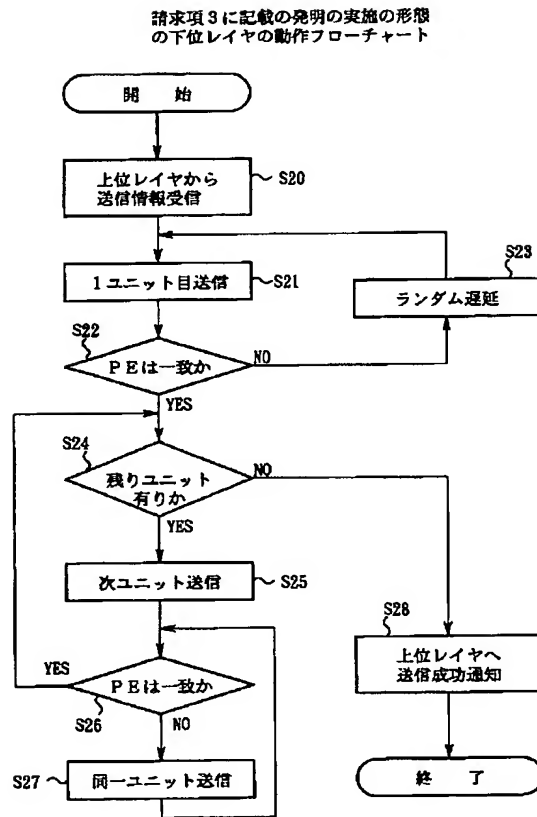 請求項3に記載の発明の実施の形態
の下位レイヤの動作フローチャート
開 始
上位レイヤから
送信情報受信
S20
S23
1ユニット目送信
S21
ランダム遅延
S22
PEは一致か
NO
YES
S24
残りユニット
有りか
NO
YES
次ユニット送信
S25
S28
上位レイヤへ
送信成功通知
YES
PEは一致か
S26
NO
S27
同一ユニット送信
終 了